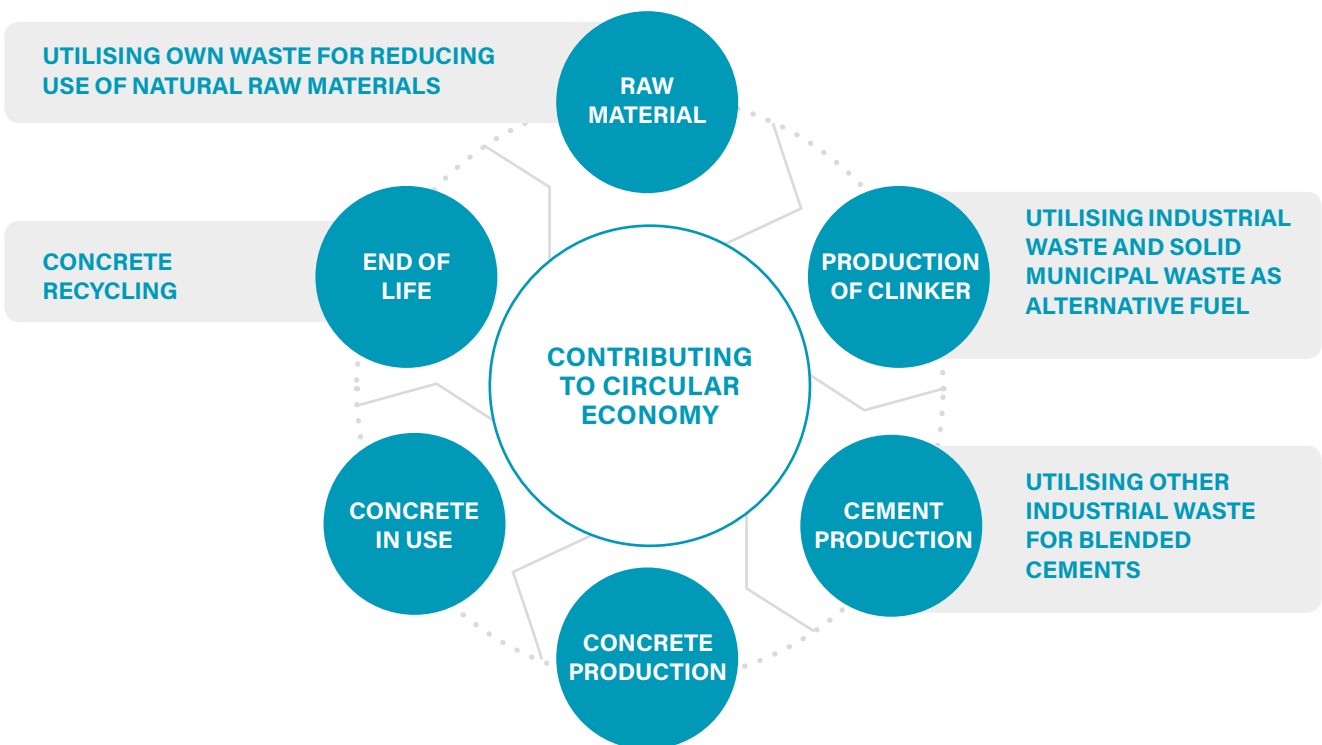 UTILISING OWN WASTE FOR REDUCING
USE OF NATURAL RAW MATERIALS
RAW
MATERIAL
PRODUCTION
OF CLINKER
UTILISING INDUSTRIAL
WASTE AND SOLID
MUNICIPAL WASTE AS
ALTERNATIVE FUEL
CEMENT
PRODUCTION
UTILISING OTHER
INDUSTRIAL WASTE
FOR BLENDED
CEMENTS
CONCRETE
PRODUCTION
CONCRETE
IN USE
END OF
LIFE
CONCRETE
RECYCLING
CONTRIBUTING
TO CIRCULAR
ECONOMY